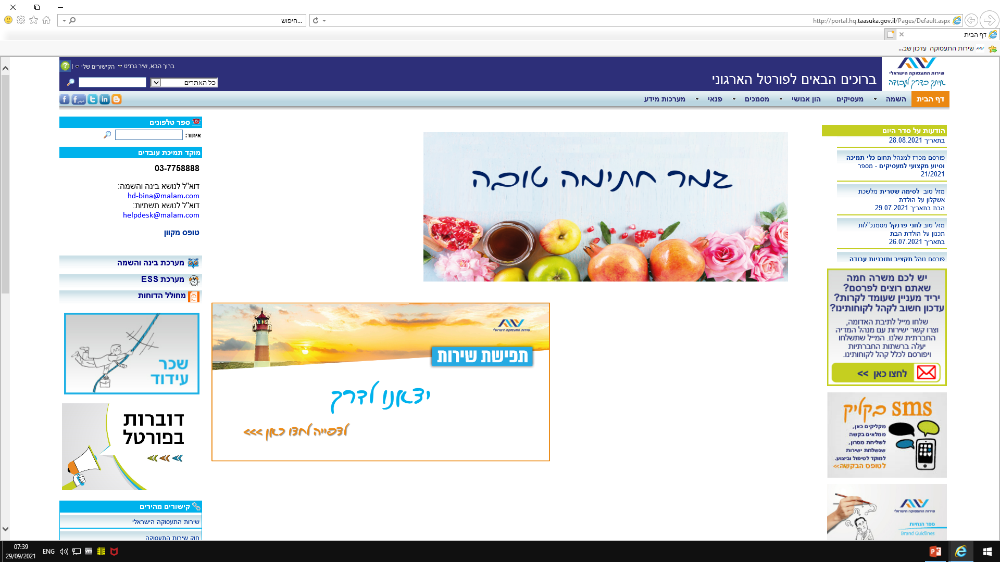 חיפוש...
http://portal.hq.taasuka.gov.il/Pages/Default.aspx
דף הבית
שירות התעסוקה עדכון שב...
ברוך הבא, שיר גרניט
הקישורים שלי
כל האתרים
ברוכים הבאים לפורטל הארגוני
שירות התעסוקה הישראלי
איתך בדרך לעבודה
דף הבית
השמה
מעסיקים
הון אנושי
מסמכים
פנאי
מערכות מידע
הודעות על סדר היום
בתאריך 28.08.2021
פורסם מכרז למנהל תחום כלי תמיכה
וסיוע מקצועי למעסיקים - מספר
21/2021
מזל טוב לסימה שטרית מלשכת
אשקלון על הולדת
הבת בתאריך 29.07.2021
מזל טוב לחני פרנקל מסמנכ"לות
תכנון על הולדת הבת
בתאריך 26.07.2021
פורסם נוהל תקציב ותוכניות עבודה
יש לכם משרה חמה
שאתם רוצים לפרסם?
יריד מעניין שעומד לקרות?
עדכון חשוב לקהל לקוחותינו?
שלחו מייל לתיבת האדומה,
וצרו קשר ישירות עם מנהל המדיה
החברתית שלנו. המייל שתשלחו
יעלה ברשתות החברתיות
ויפורסם לכלל קהל לקוחותינו.
לחצו כאן >>
sms בקליק
מקליקים כאן,
ממלאים בקשה
לשליחת מסרון,
שנשלחת ישירות
למוקד לטיפול וביצוע.
לטופס הבקשה>>
שירות התעסוקה הישראלי
ספר הנחיות
Brand Guidlines
גמר חתימה טובה
שירות התעסוקה הישראלי
תפישת שירות
יצאנו לדרך
לצפייה לחצו כאן >>>
ספר טלפונים
איתור:
מוקד תמיכת עובדים
03-7758888
דוא"ל לנושא בינה והשמה:
hd-bina@malam.com
דוא"ל לנושא תשתיות:
helpdesk@malam.com
טופס מקוון
מערכת בינה והשמה
מערכת ESS
מחולל הדוחות
שכר
עידוד
דוברות
בפורטל
קישורים מהירים
שירות התעסוקה הישראלי
חוק שירות התעסוקה
07:39
29/09/2021
ENG